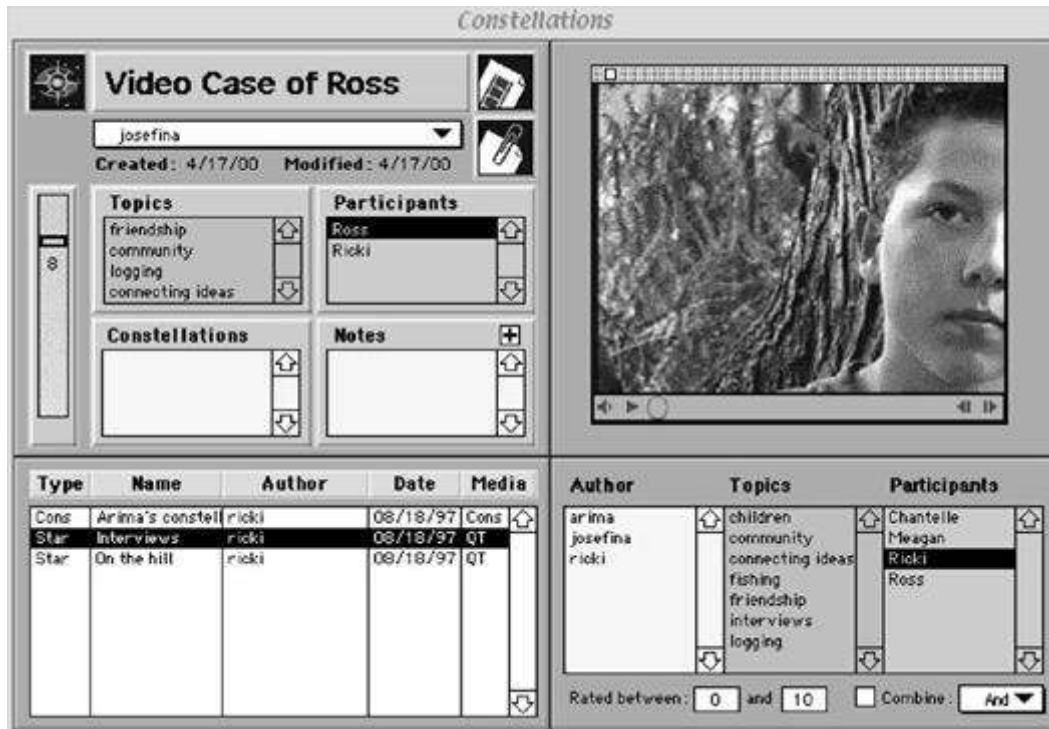 Constellations
Video Case of Ross
josefina
Created: 4/17/00 Modified: 4/17/00
8
Topics
friendship
community
logging
connecting ideas
Participants
Ross
Ricki
Constellations
Notes
Type Name Author Date Media
Cons Arima's constell ricki 08/18/97 Cons
Star Interviews ricki 08/18/97 QT
Star On the hill ricki 08/18/97 QT
Author
arima
josefina
ricki
Topics
children
community
connecting ideas
fishing
friendship
interviews
logging
Participants
Chantelle
Meagan
Ricki
Ross
Rated between: 0 and 10 Combine: And